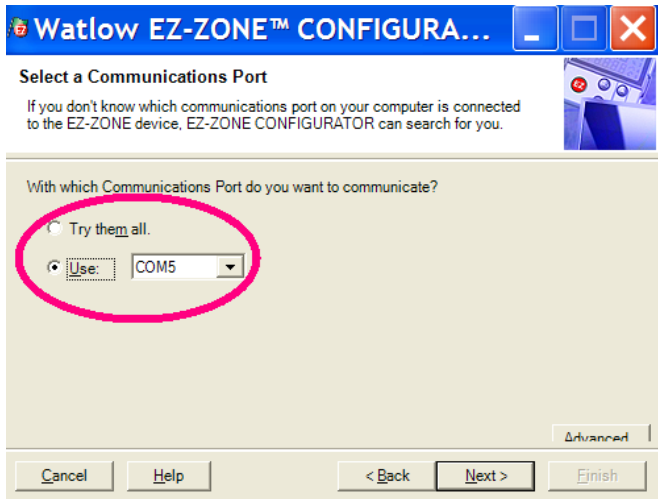 Watlow EZ-ZONE™ CONFIGURA...
Select a Communications Port
If you don't know which communications port on your computer is connected
to the EZ-ZONE device, EZ-ZONE CONFIGURATOR can search for you.
EZ
With which Communications Port do you want to communicate?
Try them all.
Use: COM5
Advanced
Cancel Help < Back Next > Finish